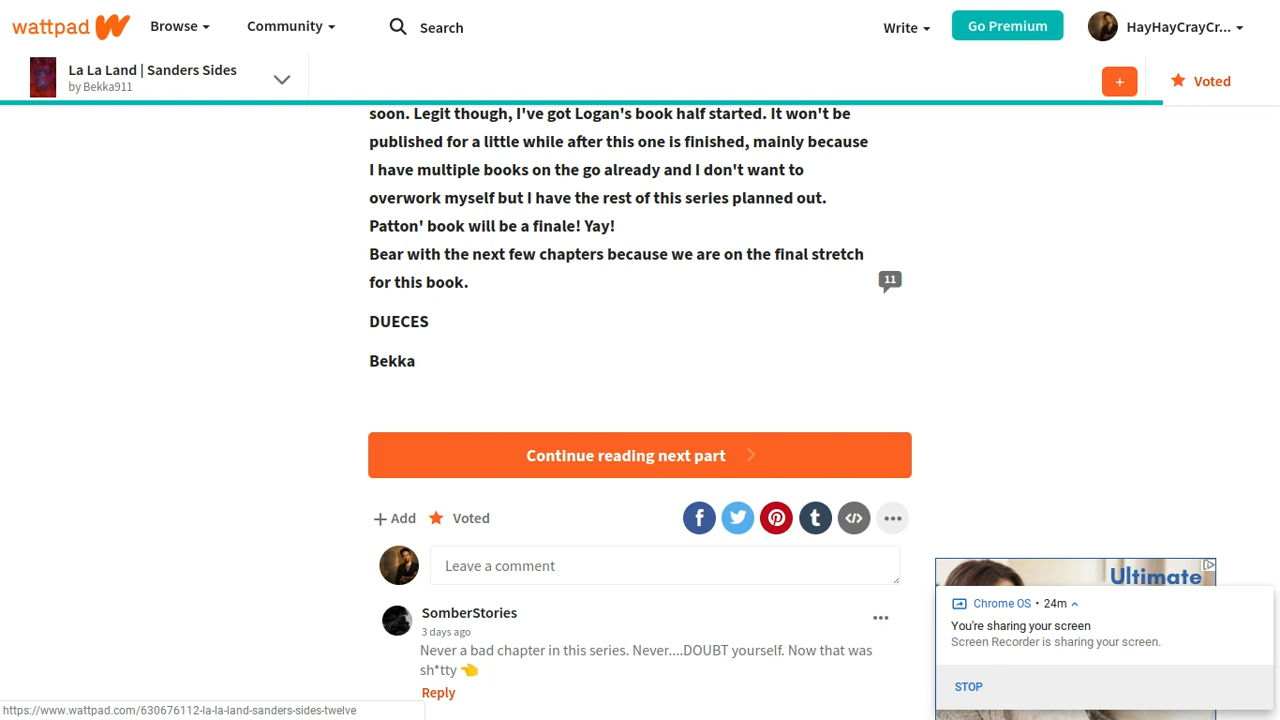 wattpad
Browse
Community
Search
Write
Go Premium
HayHayCrayCr...
La La Land | Sanders Sides
by Bekka911
+
Voted
soon. Legit though, I've got Logan's book half started. It won't be
published for a little while after this one is finished, mainly because
I have multiple books on the go already and I don't want to
overwork myself but I have the rest of this series planned out.
Patton' book will be a finale! Yay!
Bear with the next few chapters because we are on the final stretch
for this book.
11
DUECES
Bekka
Continue reading next part
+ Add
Voted
Leave a comment
SomberStories
3 days ago
Never a bad chapter in this series. Never....DOUBT yourself. Now that was
sh*tty 👈
Reply
Ultimate
Chrome OS • 24m
You're sharing your screen
Screen Recorder is sharing your screen.
STOP
https://www.wattpad.com/630676112-la-la-land-sanders-sides-twelve